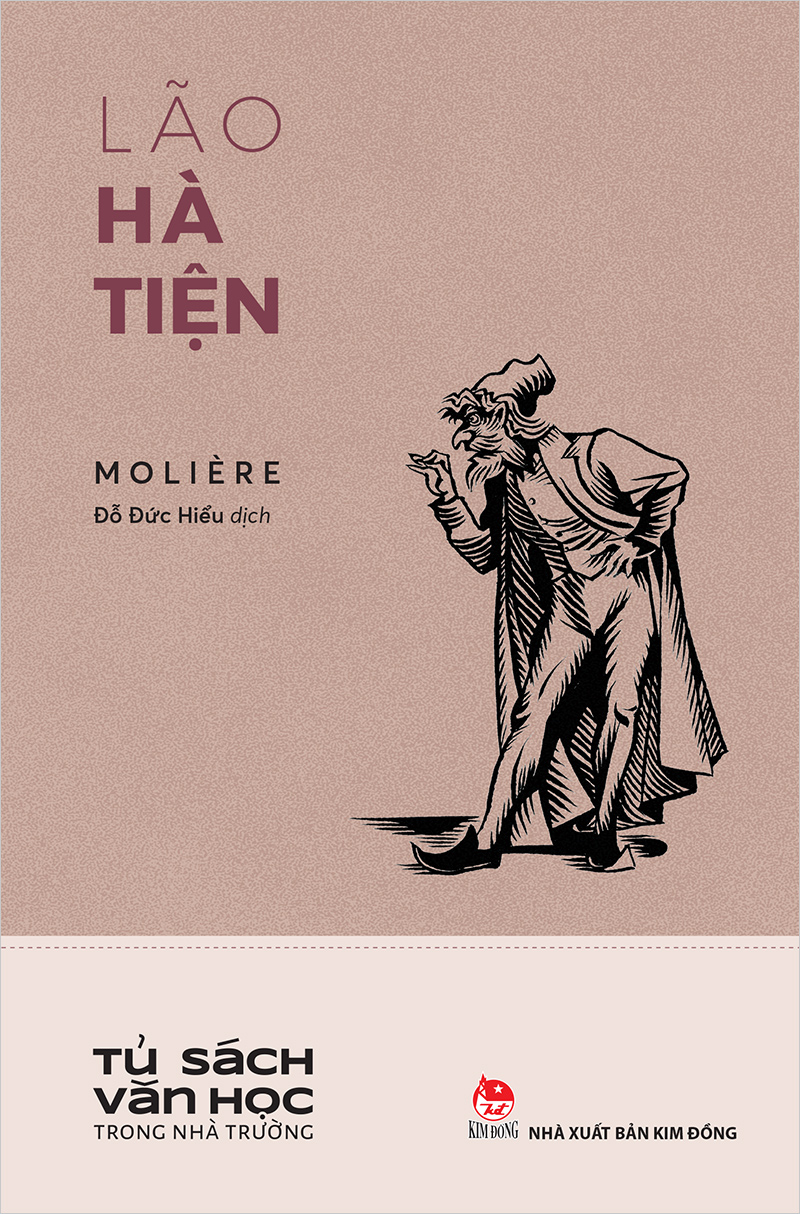 LÃO
HÀ
TIỆN
MOLIÈRE
Đỗ Đức Hiểu dịch
Tủ sách
văn học
TRONG NHÀ TRƯỜNG
KIM ĐỒNG
NHÀ XUẤT BẢN KIM ĐỒNG